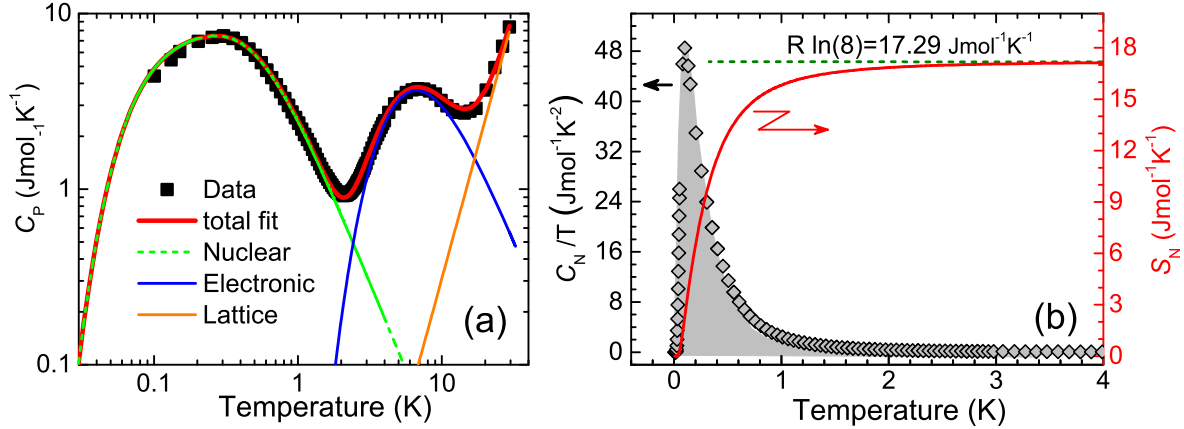 10
1
0.1
C_P (Jmol_-1 K^-1)
Data
total fit
Nuclear
Electronic
Lattice
(a)
0.1 1 10
Temperature (K)
R ln(8)=17.29 Jmol^-1K^-1
48
40
32
24
16
8
0
C_N/T (Jmol^-1K^-2)
(b)
0 1 2 3 4
Temperature (K)
18
15
12
9
6
3
0
S_N (Jmol^-1K^-1)